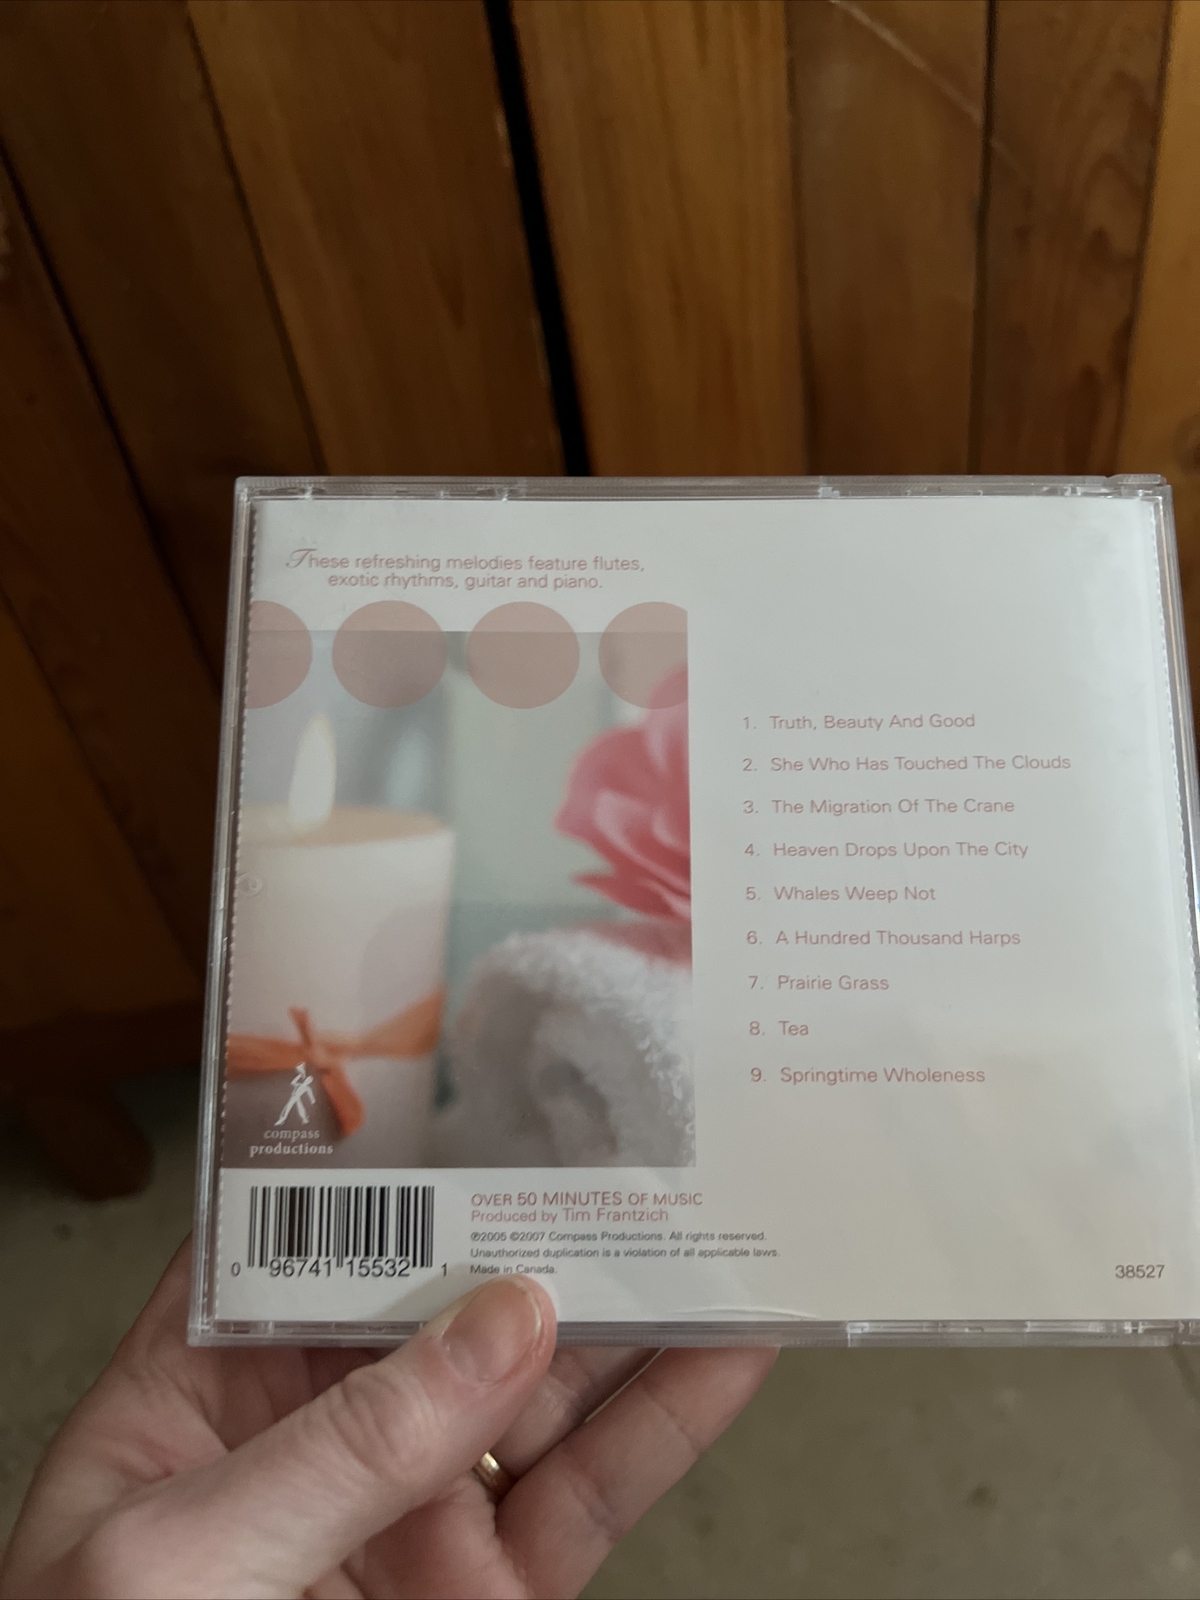 These refreshing melodies feature flutes,
exotic rhythms, guitar and piano.
1. Truth, Beauty And Good
2. She Who Has Touched The Clouds
3. The Migration Of The Crane
4. Heaven Drops Upon The City
5. Whales Weep Not
6. A Hundred Thousand Harps
7. Prairie Grass
8. Tea
9. Springtime Wholeness
compass
productions
OVER 50 MINUTES OF MUSIC
Produced by Tim Frantzich
℗2005 ©2007 Compass Productions. All rights reserved.
Unauthorized duplication is a violation of all applicable laws.
Made in Canada.
0 96741 15532 1
38527